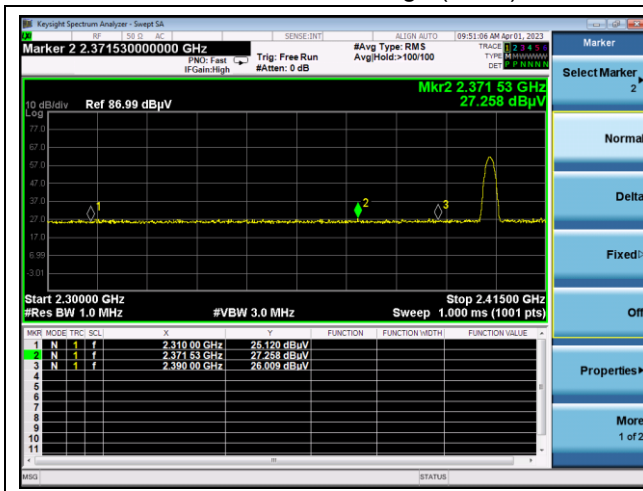 Keysight Spectrum Analyzer - Swept SA
RF 50 Ω AC SENSE:INT ALIGN AUTO 09:51:06 AM Apr 01, 2023
Marker 2 2.371530000000 GHz
PNO: Fast
IFGain:High
Trig: Free Run
#Atten: 0 dB
#Avg Type: RMS
Avg|Hold:>100/100
TRACE 1 2 3 4 5 6
TYPE M M W W W W
DET P P N N N N
Mkr2 2.371 53 GHz
27.258 dBµV
10 dB/div Ref 86.99 dBµV
Log
77.0
67.0
57.0
47.0
37.0
27.0
17.0
6.99
-3.01
1
2
3
Start 2.30000 GHz Stop 2.41500 GHz
#Res BW 1.0 MHz #VBW 3.0 MHz Sweep 1.000 ms (1001 pts)
MKR MODE TRC SCL X Y FUNCTION FUNCTION WIDTH FUNCTION VALUE
1 N 1 f 2.310 00 GHz 25.120 dBµV
2 N 1 f 2.371 53 GHz 27.258 dBµV
3 N 1 f 2.390 00 GHz 26.009 dBµV
4
5
6
7
8
9
10
11
MSG STATUS
Marker
Select Marker
2
Normal
Delta
Fixed
Off
Properties
More
1 of 2